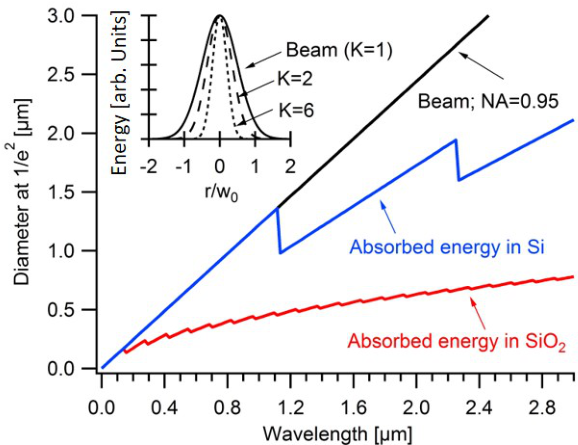 3.0
2.5
2.0
1.5
1.0
0.5
0.0
Diameter at 1/e² [µm]
Energy [arb. Units]
Beam (K=1)
K=2
K=6
-2 -1 0 1 2
r/w₀
Beam; NA=0.95
Absorbed energy in Si
Absorbed energy in SiO₂
0.0 0.4 0.8 1.2 1.6 2.0 2.4 2.8
Wavelength [µm]